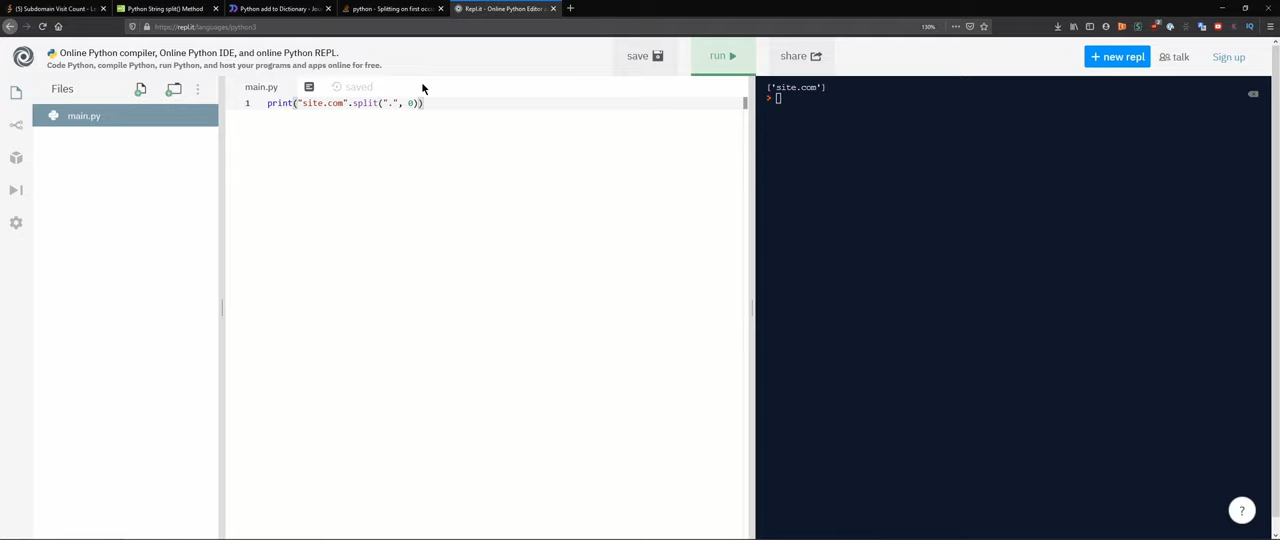 (5) Subdomain Visit Count - Le
Python String split() Method
Python add to Dictionary - Jou
python - Splitting on first occu
Repl.it - Online Python Editor a
https://repl.it/languages/python3
130%
Online Python compiler, Online Python IDE, and online Python REPL.
Code Python, compile Python, run Python, and host your programs and apps online for free.
save
run
share
+ new repl
talk
Sign up
Files
main.py
saved
main.py
1 print("site.com".split(".", 0))
['site.com']
>
?